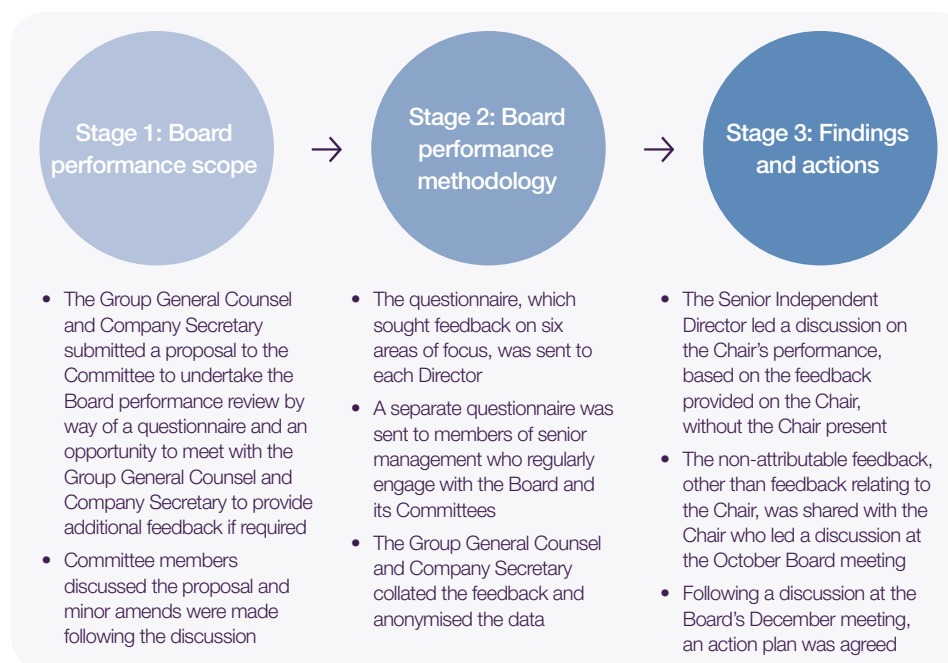 Stage 1: Board
performance scope
Stage 2: Board
performance
methodology
Stage 3: Findings
and actions
• The Group General Counsel
and Company Secretary
submitted a proposal to the
Committee to undertake the
Board performance review by
way of a questionnaire and an
opportunity to meet with the
Group General Counsel and
Company Secretary to provide
additional feedback if required
• Committee members
discussed the proposal and
minor amends were made
following the discussion
• The questionnaire, which
sought feedback on six
areas of focus, was sent to
each Director
• A separate questionnaire was
sent to members of senior
management who regularly
engage with the Board and
its Committees
• The Group General Counsel
and Company Secretary
collated the feedback and
anonymised the data
• The Senior Independent
Director led a discussion on
the Chair's performance,
based on the feedback
provided on the Chair,
without the Chair present
• The non-attributable feedback,
other than feedback relating to
the Chair, was shared with the
Chair who led a discussion at
the October Board meeting
• Following a discussion at the
Board's December meeting,
an action plan was agreed